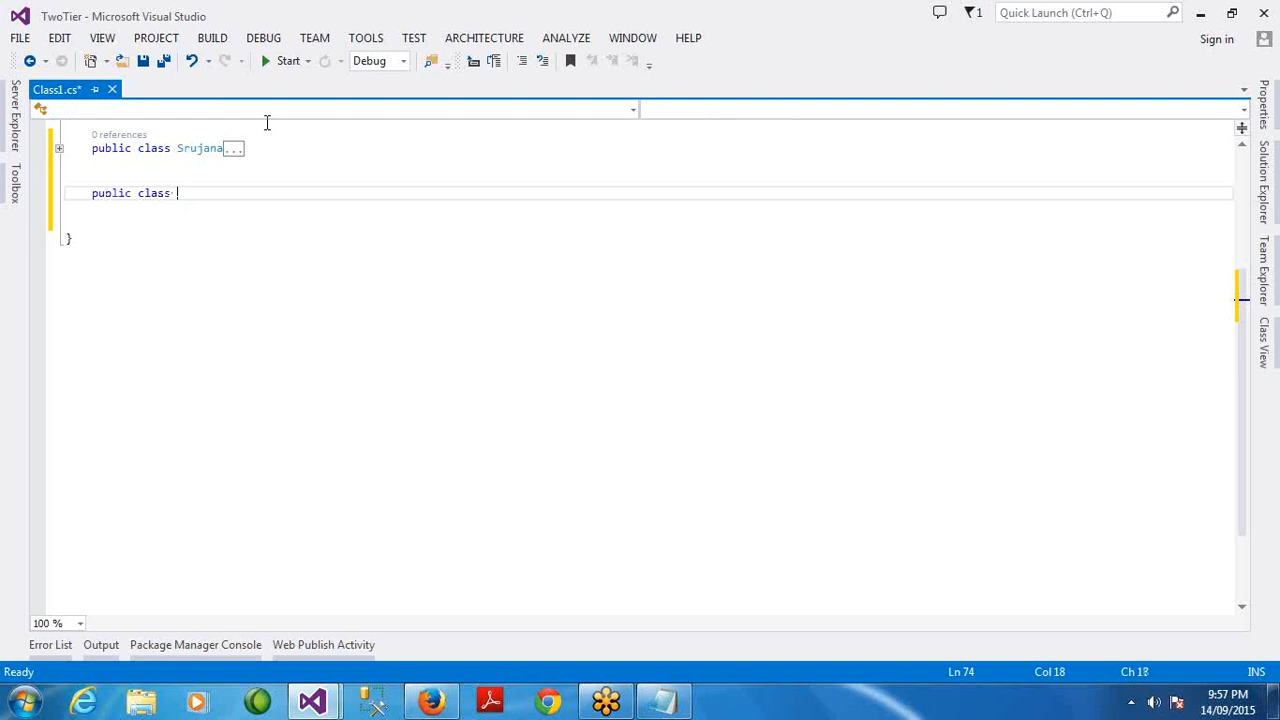 TwoTier - Microsoft Visual Studio
1
Quick Launch (Ctrl+Q)
FILE EDIT VIEW PROJECT BUILD DEBUG TEAM TOOLS TEST ARCHITECTURE ANALYZE WINDOW HELP
Sign in
Start
Debug
Class1.cs*
Server Explorer
Toolbox
Properties
Solution Explorer
Team Explorer
Class View
0 references
public class Srujana...
public class
}
100 %
Error List Output Package Manager Console Web Publish Activity
Ready
Ln 74 Col 18 Ch 18 INS
9:57 PM
14/09/2015